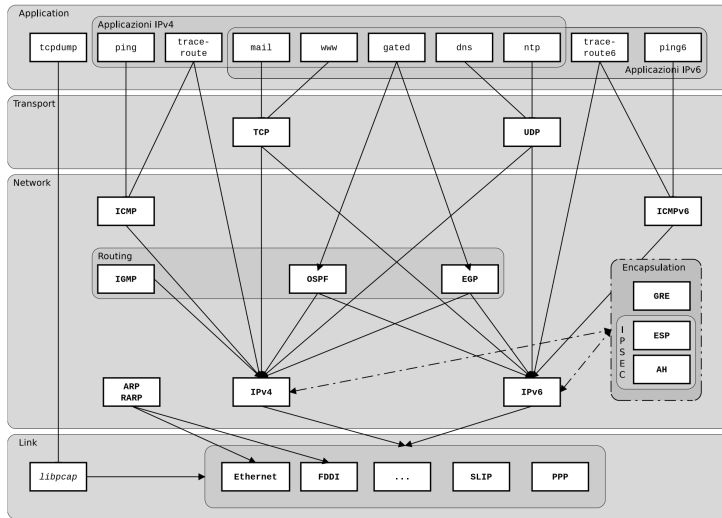 Application
Applicazioni IPv4
tcpdump
ping
trace-
route
mail
www
gated
dns
ntp
trace-
route6
ping6
Applicazioni IPv6
Transport
TCP
UDP
Network
ICMP
ICMPv6
Routing
IGMP
OSPF
EGP
Encapsulation
GRE
I
P
S
E
C
ESP
AH
ARP
RARP
IPv4
IPv6
Link
libpcap
Ethernet
FDDI
...
SLIP
PPP